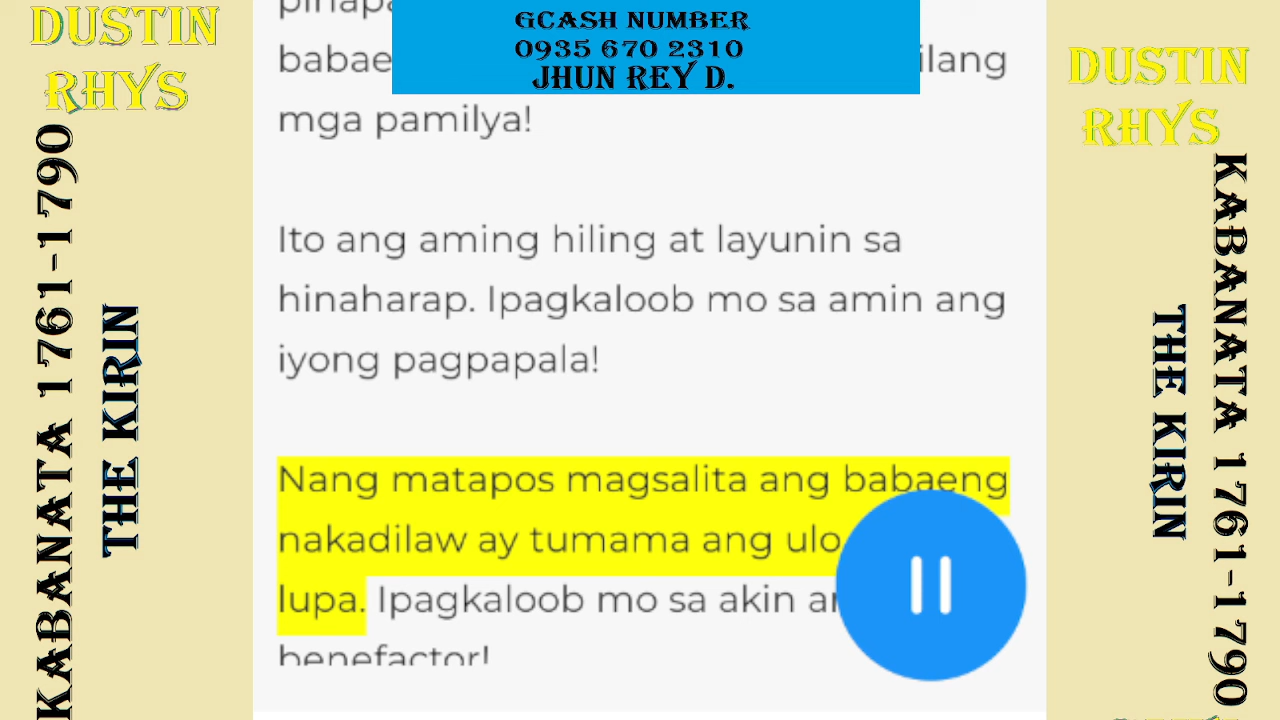 DUSTIN
RHYS
KABANATA 1761-1790
THE KIRIN
GCASH NUMBER
0935 670 2310
JHUN REY D.
babae
ilang
mga pamilya!
Ito ang aming hiling at layunin sa
hinaharap. Ipagkaloob mo sa amin ang
iyong pagpapala!
Nang matapos magsalita ang babaeng
nakadilaw ay tumama ang ulo
lupa. Ipagkaloob mo sa akin
benefactor!
DUSTIN
RHYS
KABANATA 1761-1790
THE KIRIN